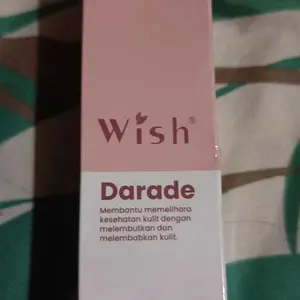 Wish®
Darade
Membantu memelihara
kesehatan kulit dengan
melembutkan dan
melembabkan kulit.